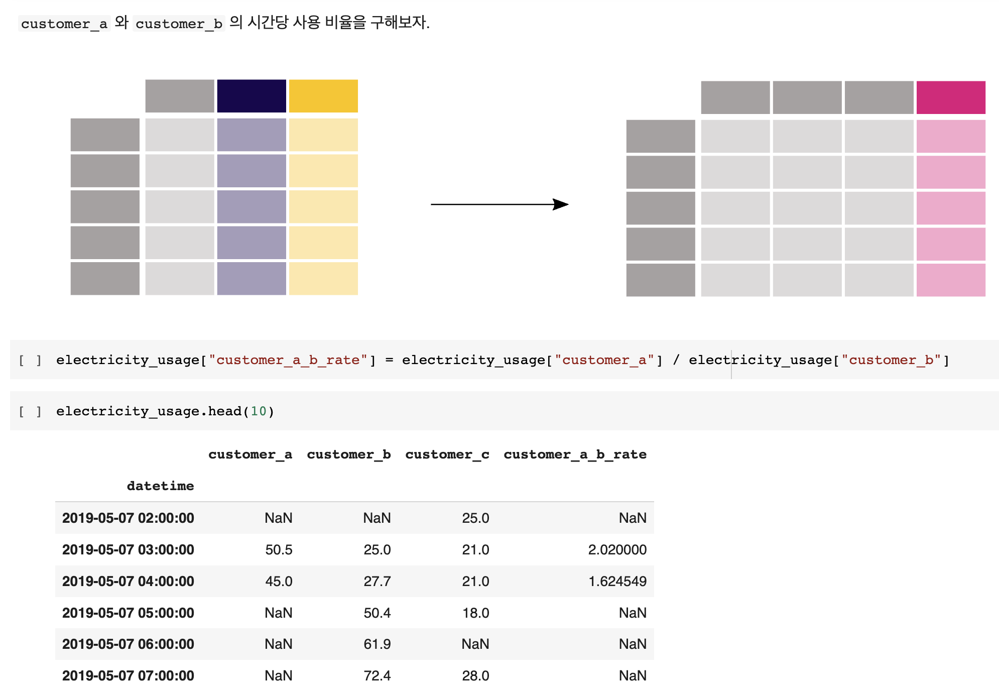 customer_a 와 customer_b 의 시간당 사용 비율을 구해보자.
[ ] electricity_usage["customer_a_b_rate"] = electricity_usage["customer_a"] / electricity_usage["customer_b"]
[ ] electricity_usage.head(10)
customer_a customer_b customer_c customer_a_b_rate
datetime
2019-05-07 02:00:00 NaN NaN 25.0 NaN
2019-05-07 03:00:00 50.5 25.0 21.0 2.020000
2019-05-07 04:00:00 45.0 27.7 21.0 1.624549
2019-05-07 05:00:00 NaN 50.4 18.0 NaN
2019-05-07 06:00:00 NaN 61.9 NaN NaN
2019-05-07 07:00:00 NaN 72.4 28.0 NaN